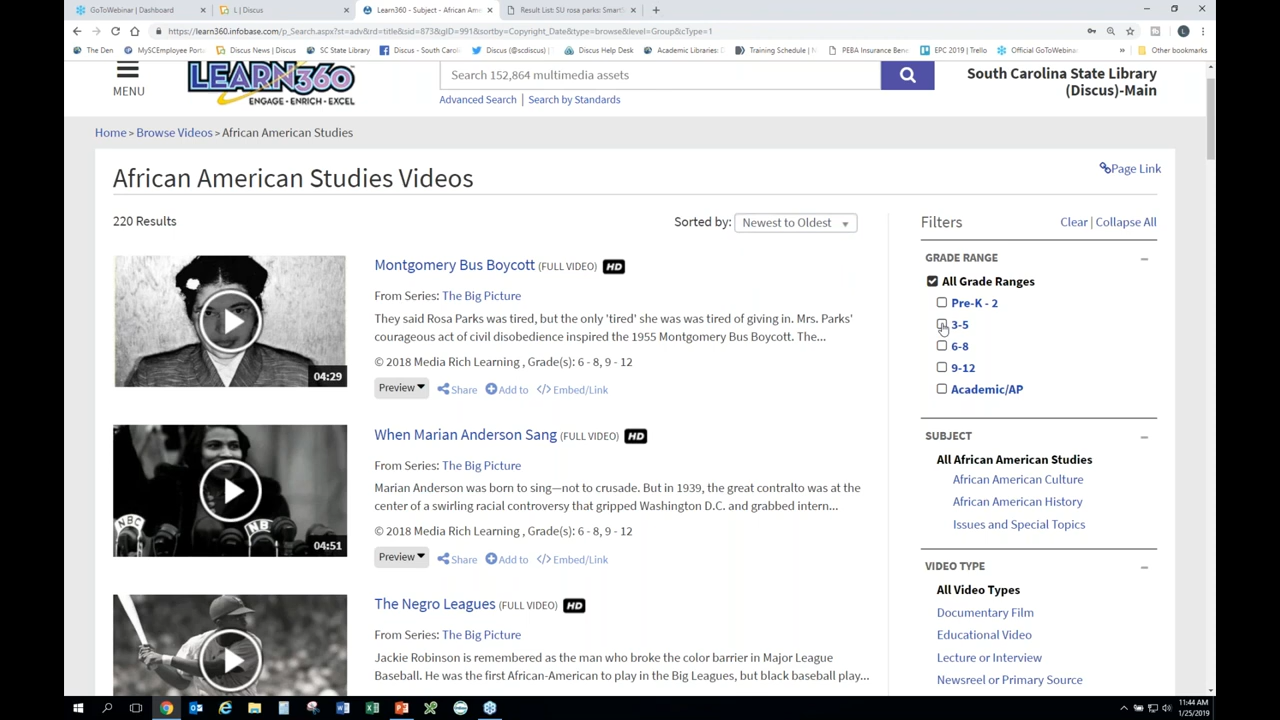 GoToWebinar | Dashboard
L | Discus
Learn360 - Subject - African Ame
Result List: SU rosa parks: SmartS
https://learn360.infobase.com/p_Search.aspx?st=adv&rd=title&sid=873&gID=991&sortby=Copyright_Date&type=browse&level=Group&cType=1
The Den
MySCEmployee Port
Discus News | Discus
SC State Library
Discus - South Carol
Discus (@scdiscus) |
Discus Help Desk
Academic Libraries:
Training Schedule / N
PEBA Insurance Bene
EPC 2019 | Trello
Official GoToWebinar
»
Other bookmarks
MENU
LEARN360
ENGAGE • ENRICH • EXCEL
Search 152,864 multimedia assets
Advanced Search | Search by Standards
South Carolina State Library
(Discus)-Main
Home > Browse Videos > African American Studies
African American Studies Videos
Page Link
220 Results
Sorted by: Newest to Oldest
Montgomery Bus Boycott (FULL VIDEO) HD
From Series: The Big Picture
They said Rosa Parks was tired, but the only 'tired' she was was tired of giving in. Mrs. Parks'
courageous act of civil disobedience inspired the 1955 Montgomery Bus Boycott. The...
© 2018 Media Rich Learning , Grade(s): 6 - 8, 9 - 12
04:29
Preview Share Add to </> Embed/Link
When Marian Anderson Sang (FULL VIDEO) HD
From Series: The Big Picture
Marian Anderson was born to sing—not to crusade. But in 1939, the great contralto was at the
center of a swirling racial controversy that gripped Washington D.C. and grabbed intern...
© 2018 Media Rich Learning , Grade(s): 6 - 8, 9 - 12
NBC
NB
04:51
Preview Share Add to </> Embed/Link
The Negro Leagues (FULL VIDEO) HD
From Series: The Big Picture
Jackie Robinson is remembered as the man who broke the color barrier in Major League
Baseball. He was the first African-American to play in the Big Leagues, but black baseball play...
Filters
Clear | Collapse All
GRADE RANGE
All Grade Ranges
Pre-K - 2
3-5
6-8
9-12
Academic/AP
SUBJECT
All African American Studies
African American Culture
African American History
Issues and Special Topics
VIDEO TYPE
All Video Types
Documentary Film
Educational Video
Lecture or Interview
Newsreel or Primary Source
11:44 AM
1/25/2019